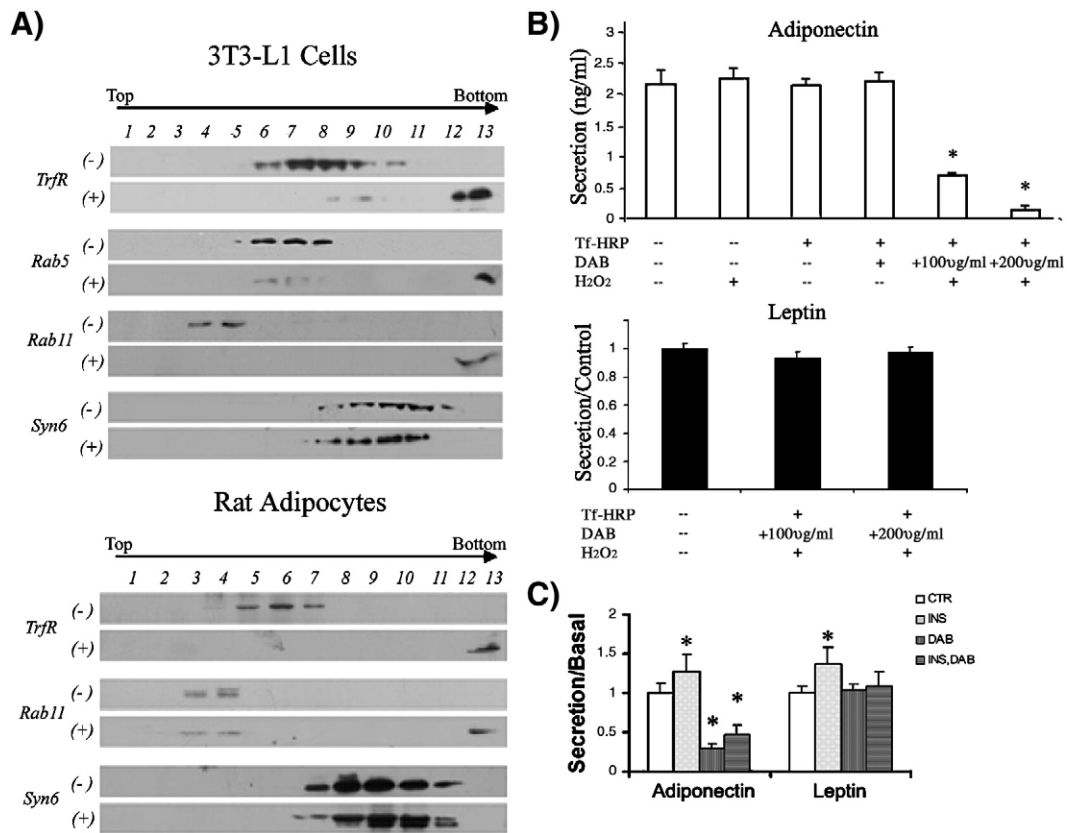 A)
3T3-L1 Cells
Top Bottom
1 2 3 4 5 6 7 8 9 10 11 12 13
TrfR (-)
(+)
Rab5 (-)
(+)
Rab11 (-)
(+)
Syn6 (-)
(+)
Rat Adipocytes
Top Bottom
1 2 3 4 5 6 7 8 9 10 11 12 13
TrfR (-)
(+)
Rab11 (-)
(+)
Syn6 (-)
(+)
B)
Adiponectin
Secretion (ng/ml)
2.5
2
1.5
1
0.5
0
* *
Tf-HRP -- -- + + + +
DAB -- -- -- + +100υg/ml +200υg/ml
H2O2 -- + -- -- + +
Leptin
Secretion/Control
1
0.8
0.6
0.4
0.2
0
Tf-HRP -- + +
DAB -- +100υg/ml +200υg/ml
H2O2 -- + +
C)
CTR
INS
DAB
INS,DAB
Secretion/Basal
2
1.5
1
0.5
0
* * * *
Adiponectin Leptin